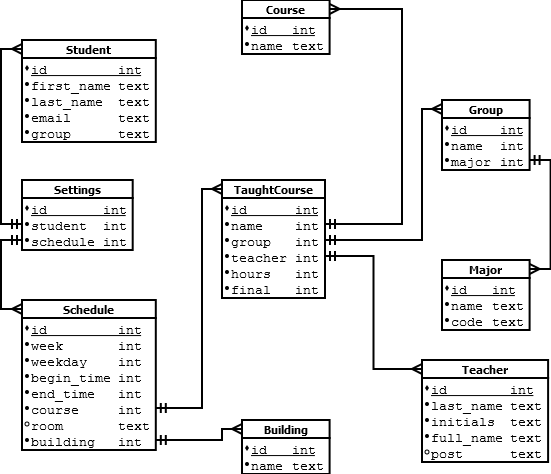 Course
id int
name text
Student
id int
first_name text
last_name text
email text
group text
Group
id int
name int
major int
Settings
id int
student int
schedule int
TaughtCourse
id int
name int
group int
teacher int
hours int
final int
Major
id int
name text
code text
Schedule
id int
week int
weekday int
begin_time int
end_time int
course int
room text
building int
Teacher
id int
last_name text
initials text
full_name text
post text
Building
id int
name text